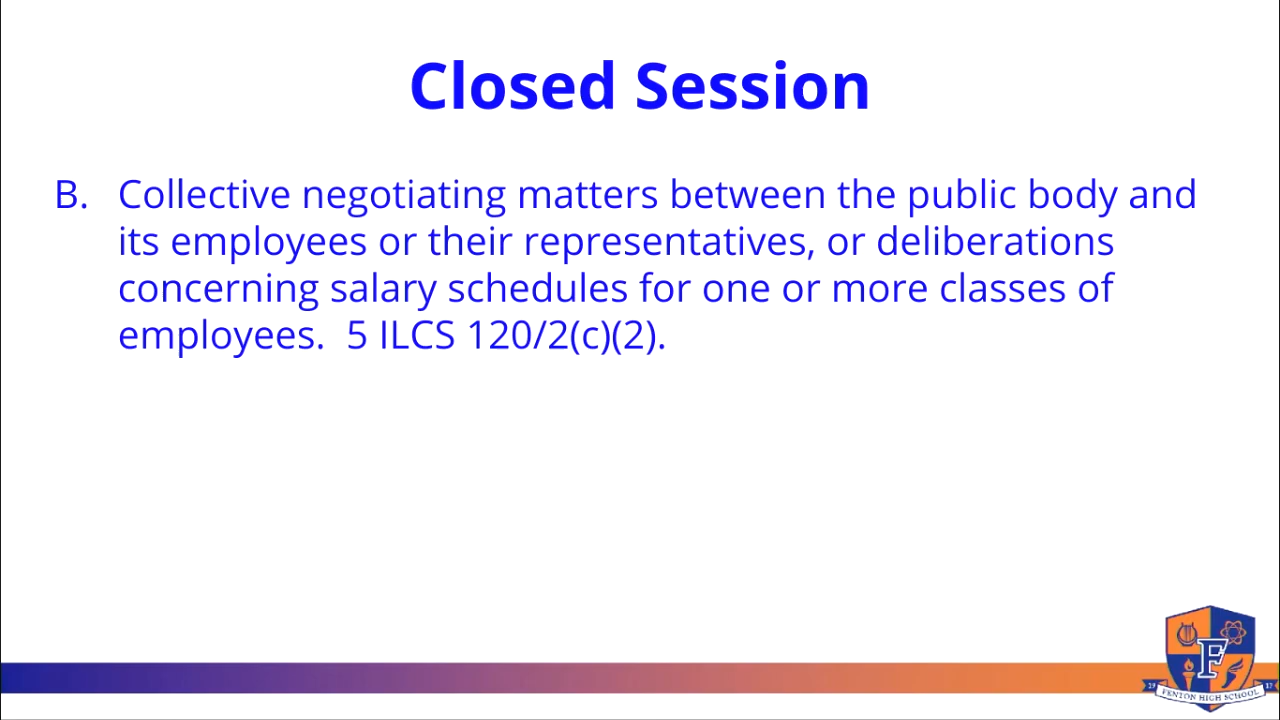 Closed Session
B. Collective negotiating matters between the public body and
its employees or their representatives, or deliberations
concerning salary schedules for one or more classes of
employees.  5 ILCS 120/2(c)(2).
F
FENTON HIGH SCHOOL